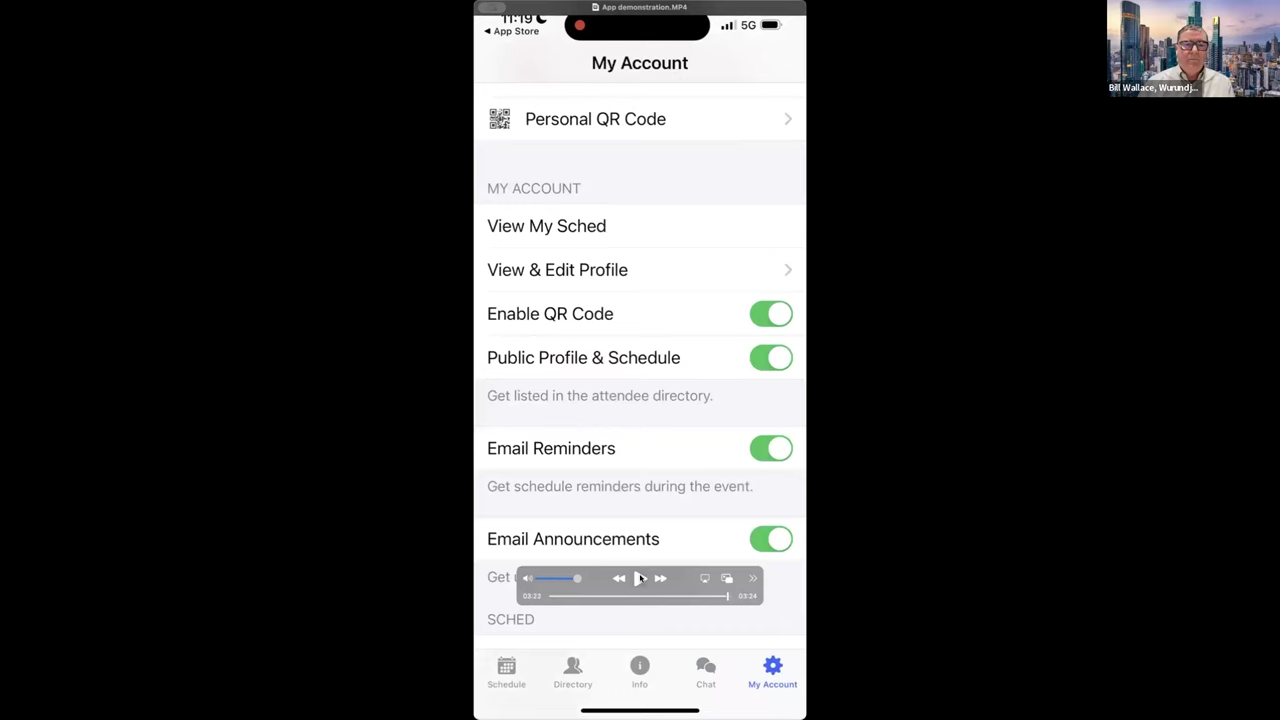 App demonstration.MP4
11:19
App Store
5G
My Account
Personal QR Code
MY ACCOUNT
View My Sched
View & Edit Profile
Enable QR Code
Public Profile & Schedule
Get listed in the attendee directory.
Email Reminders
Get schedule reminders during the event.
Email Announcements
Get
03:23
03:24
SCHED
Schedule
Directory
Info
Chat
My Account
Bill Wallace, Wurundj...